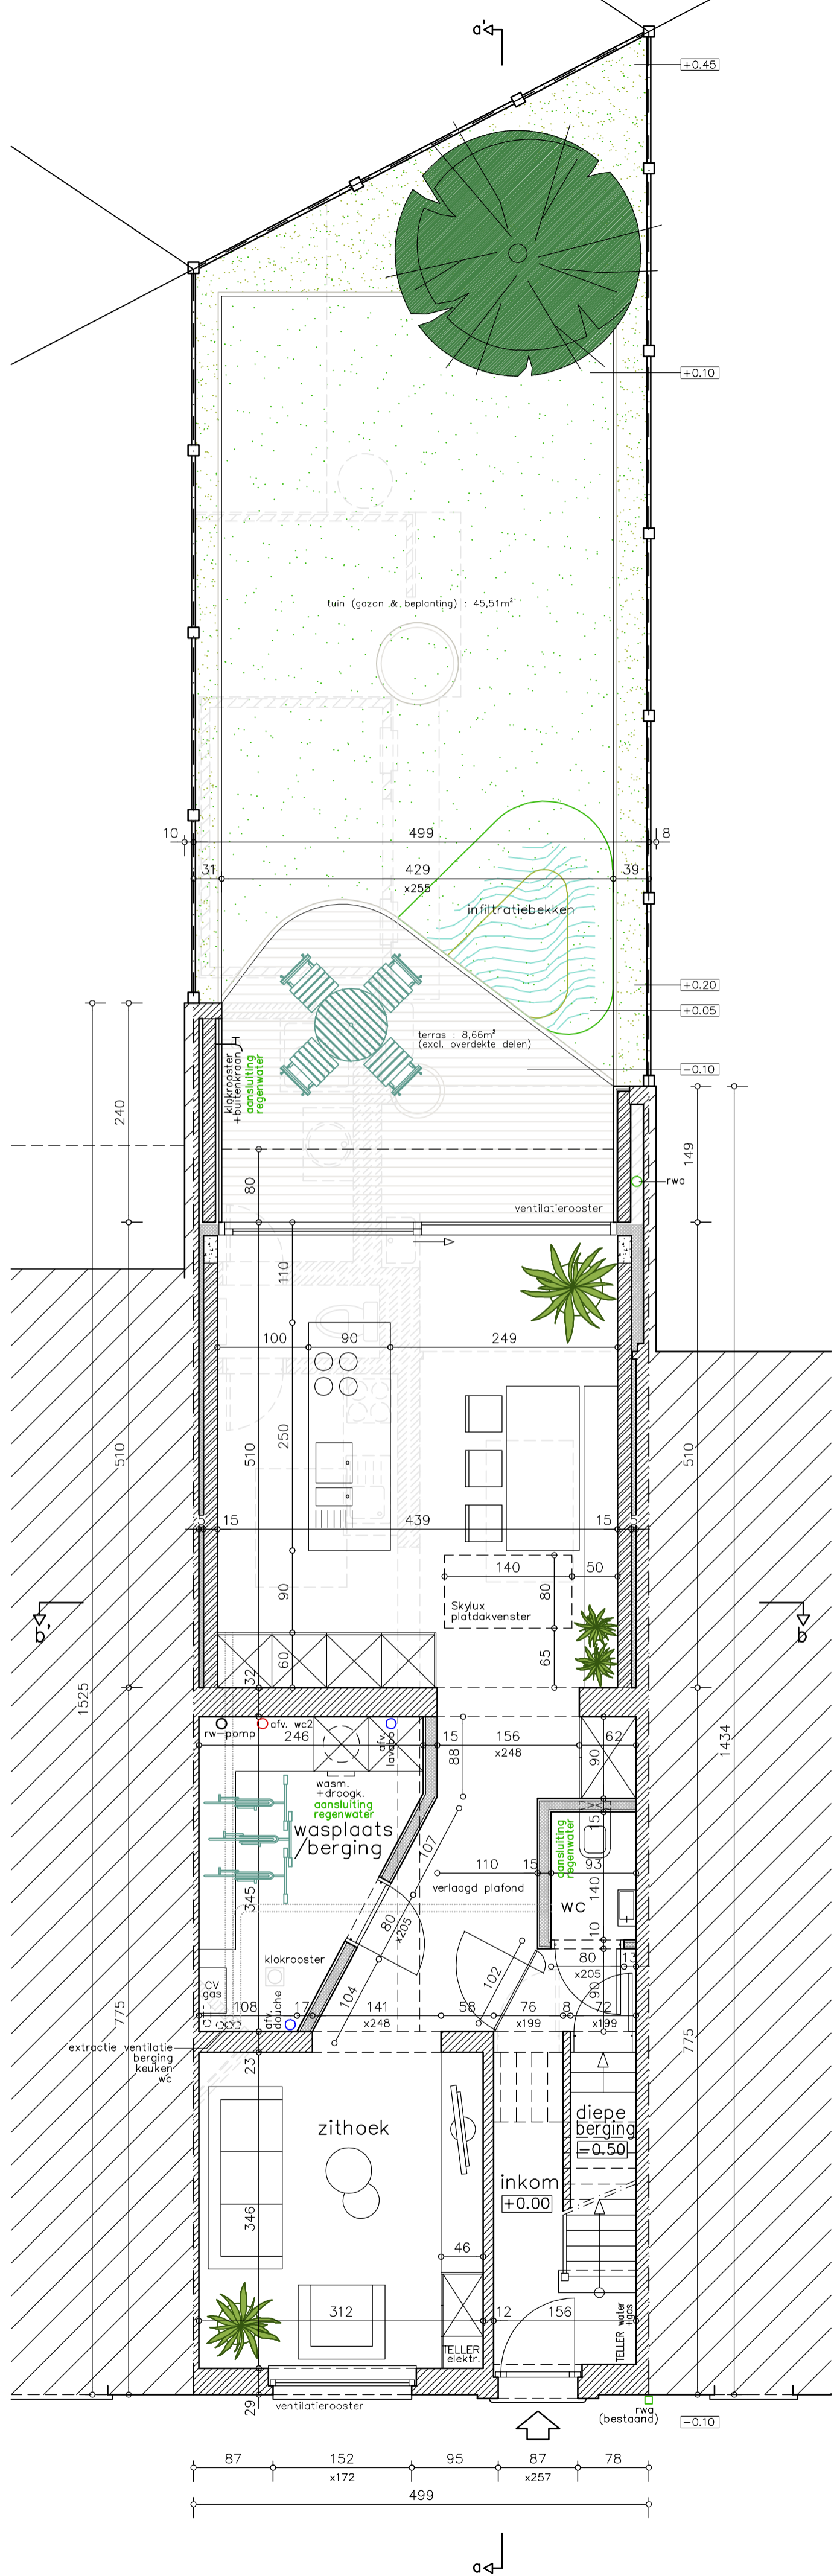 a'
+0.45
+0.10
tuin (gazon & beplanting) : 45,51m²
10
499
8
31
429
39
x255
infiltratiebekken
+0.20
+0.05
terras : 8,66m²
(excl. overdekte delen)
-0.10
klokrooster
+buitenkraan
aansluiting
regenwater
240
149
rwa
80
ventilatierooster
110
100
90
249
510
510
250
510
15
439
15
5
5
90
140
50
80
Skylux
platdakvenster
b'
b
65
60
32
1525
1434
rw-pomp
afv. wc2
afv.
lavabo
246
15
156
62
x248
88
90
wasm.
+droogk.
aansluiting
regenwater
wasplaats
/berging
15
aansluiting
regenwater
107
110
15
93
verlaagd plafond
345
140
wc
80
x205
10
klokrooster
102
80
13
x205
90
CV
gas
104
afv.
douche
108
17
141
58
76
8
72
x248
x199
x199
775
775
extractie ventilatie
berging
keuken
wc
23
zithoek
diepe
berging
-0.50
inkom
+0.00
346
46
312
12
156
TELLER
elektr.
TELLER water
+gas
29
ventilatierooster
rwa
(bestaand)
-0.10
87
152
95
87
78
x172
x257
499
a